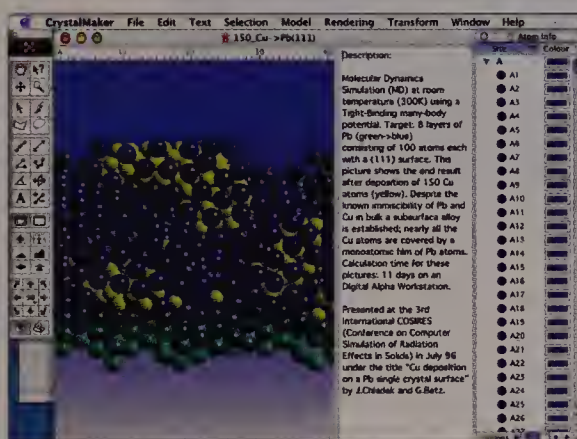 CrystalMaker File Edit Text Selection Model Rendering Transform Window Help
150_Cu->Pb(111)
Atom Info
Site Colour
A
Description:
Molecular Dynamics
Simulation (MD) at room
temperature (300K) using a
Tight-Binding many-body
potential. Target: 8 layers of
Pb (green->blue)
consisting of 100 atoms each
with a (111) surface. This
picture shows the end result
after deposition of 150 Cu
atoms (yellow). Despite the
known immiscibility of Pb and
Cu in bulk a subsurface alloy
is established; nearly all the
Cu atoms are covered by a
monoatomic film of Pb atoms.
Calculation time for these
pictures: 11 days on an
Digital Alpha Workstation.
Presented at the 3rd
International COSIRES
(Conference on Computer
Simulation of Radiation
Effects in Solids) in July 96
under the title "Cu deposition
on a Pb single crystal surface"
by J.Chladek and G.Betz.
A1
A2
A3
A4
A5
A6
A7
A8
A9
A10
A11
A12
A13
A14
A15
A16
A17
A18
A19
A20
A21
A22
A23
A24
A25
A26
A27